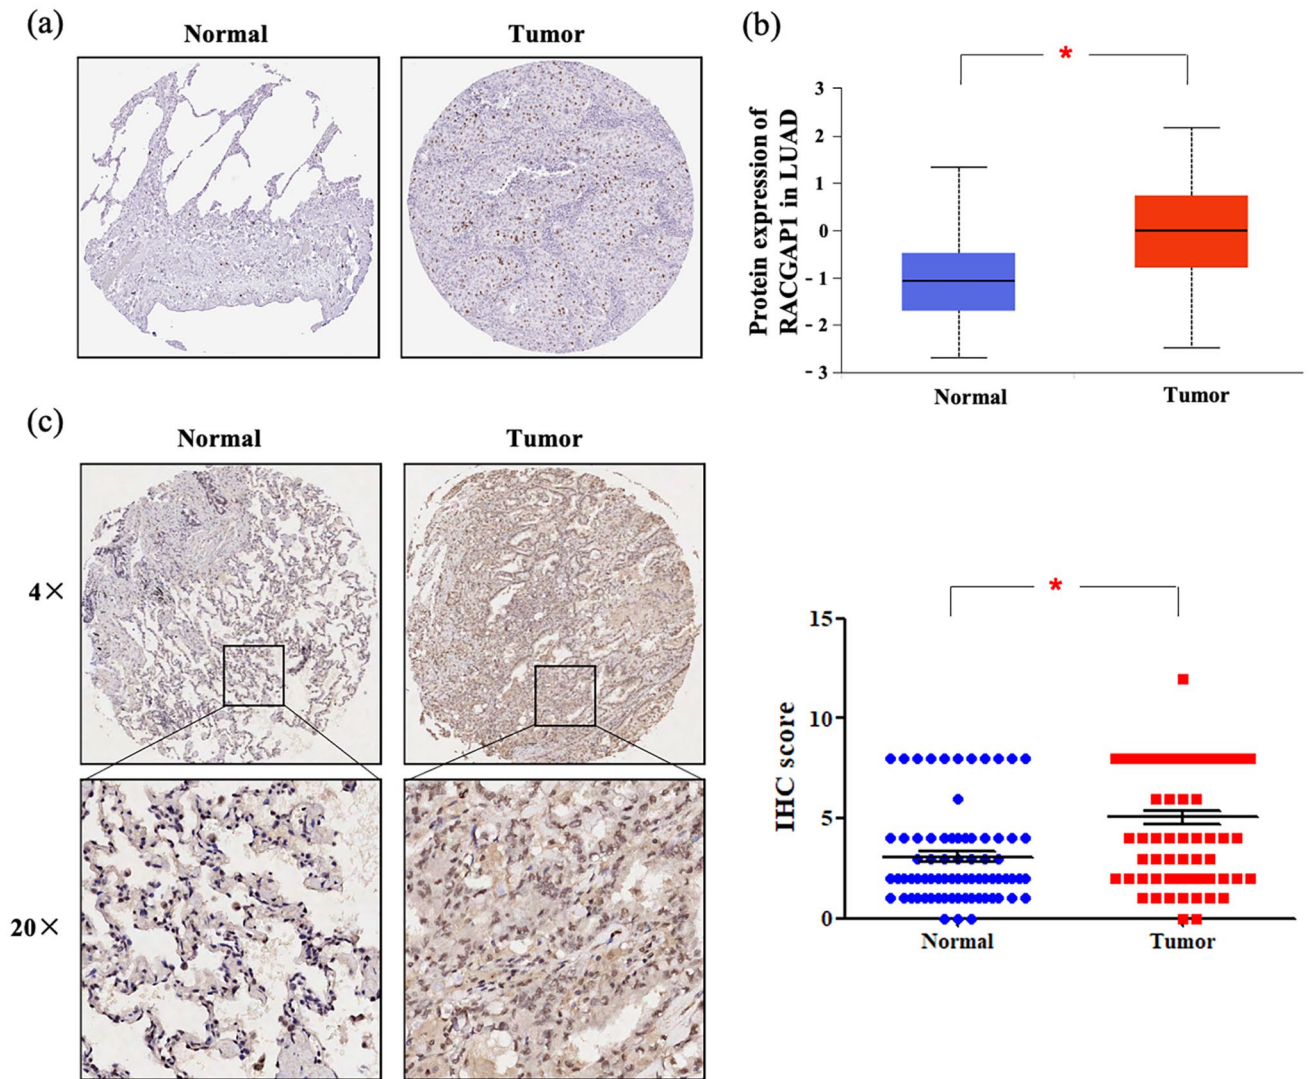 (a)
Normal
Tumor
(b)
*
Protein expression of
RACGAP1 in LUAD
3
2
1
0
- 1
- 2
- 3
Normal
Tumor
(c)
Normal
Tumor
4×
20×
*
IHC score
15
10
5
0
Normal
Tumor